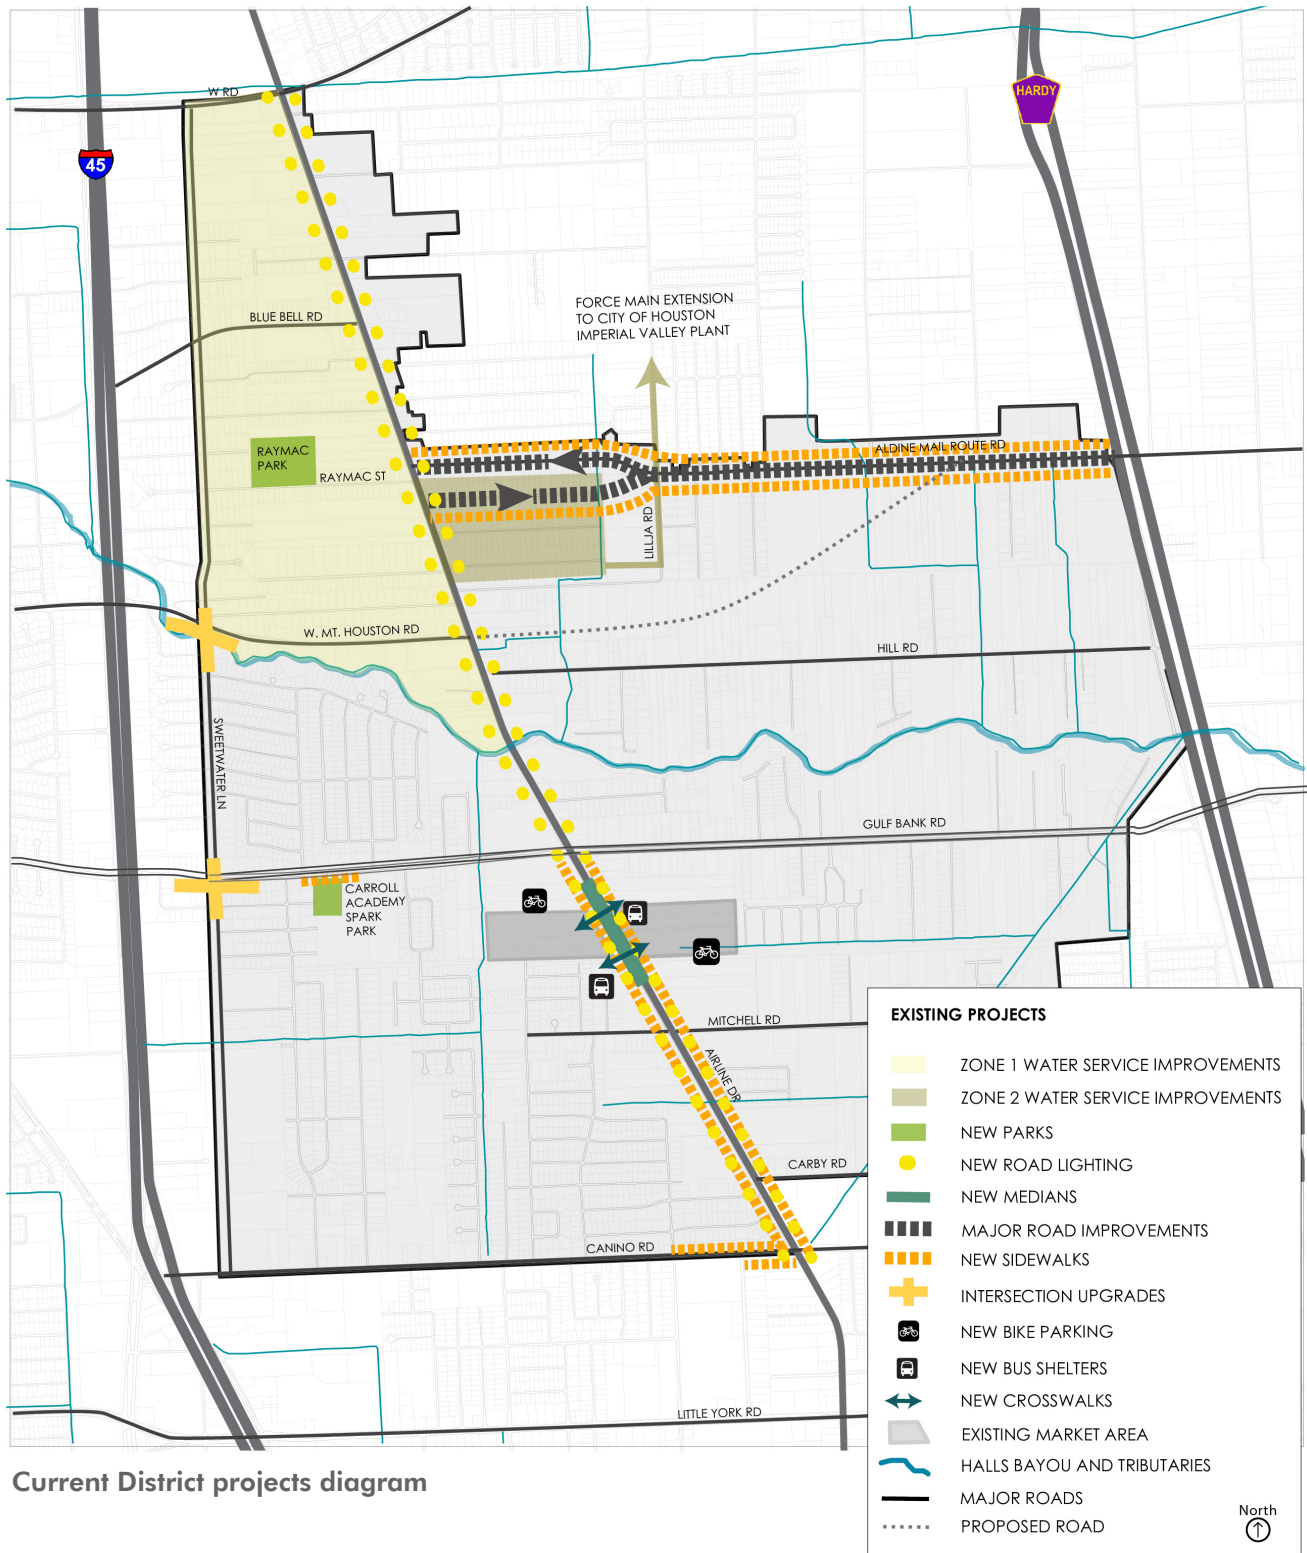 W RD
HARDY
45
FORCE MAIN EXTENSION
TO CITY OF HOUSTON
IMPERIAL VALLEY PLANT
BLUE BELL RD
RAYMAC
PARK
RAYMAC ST
ALDINE MAIL ROUTE RD
LILLJA RD
W. MT. HOUSTON RD
HILL RD
SWEETWATER LN
GULF BANK RD
CARROLL
ACADEMY
SPARK
PARK
MITCHELL RD
AIRLINE DR
CARBY RD
CANINO RD
LITTLE YORK RD
EXISTING PROJECTS
ZONE 1 WATER SERVICE IMPROVEMENTS
ZONE 2 WATER SERVICE IMPROVEMENTS
NEW PARKS
NEW ROAD LIGHTING
NEW MEDIANS
MAJOR ROAD IMPROVEMENTS
NEW SIDEWALKS
INTERSECTION UPGRADES
NEW BIKE PARKING
NEW BUS SHELTERS
NEW CROSSWALKS
EXISTING MARKET AREA
HALLS BAYOU AND TRIBUTARIES
MAJOR ROADS
PROPOSED ROAD
North
Current District projects diagram